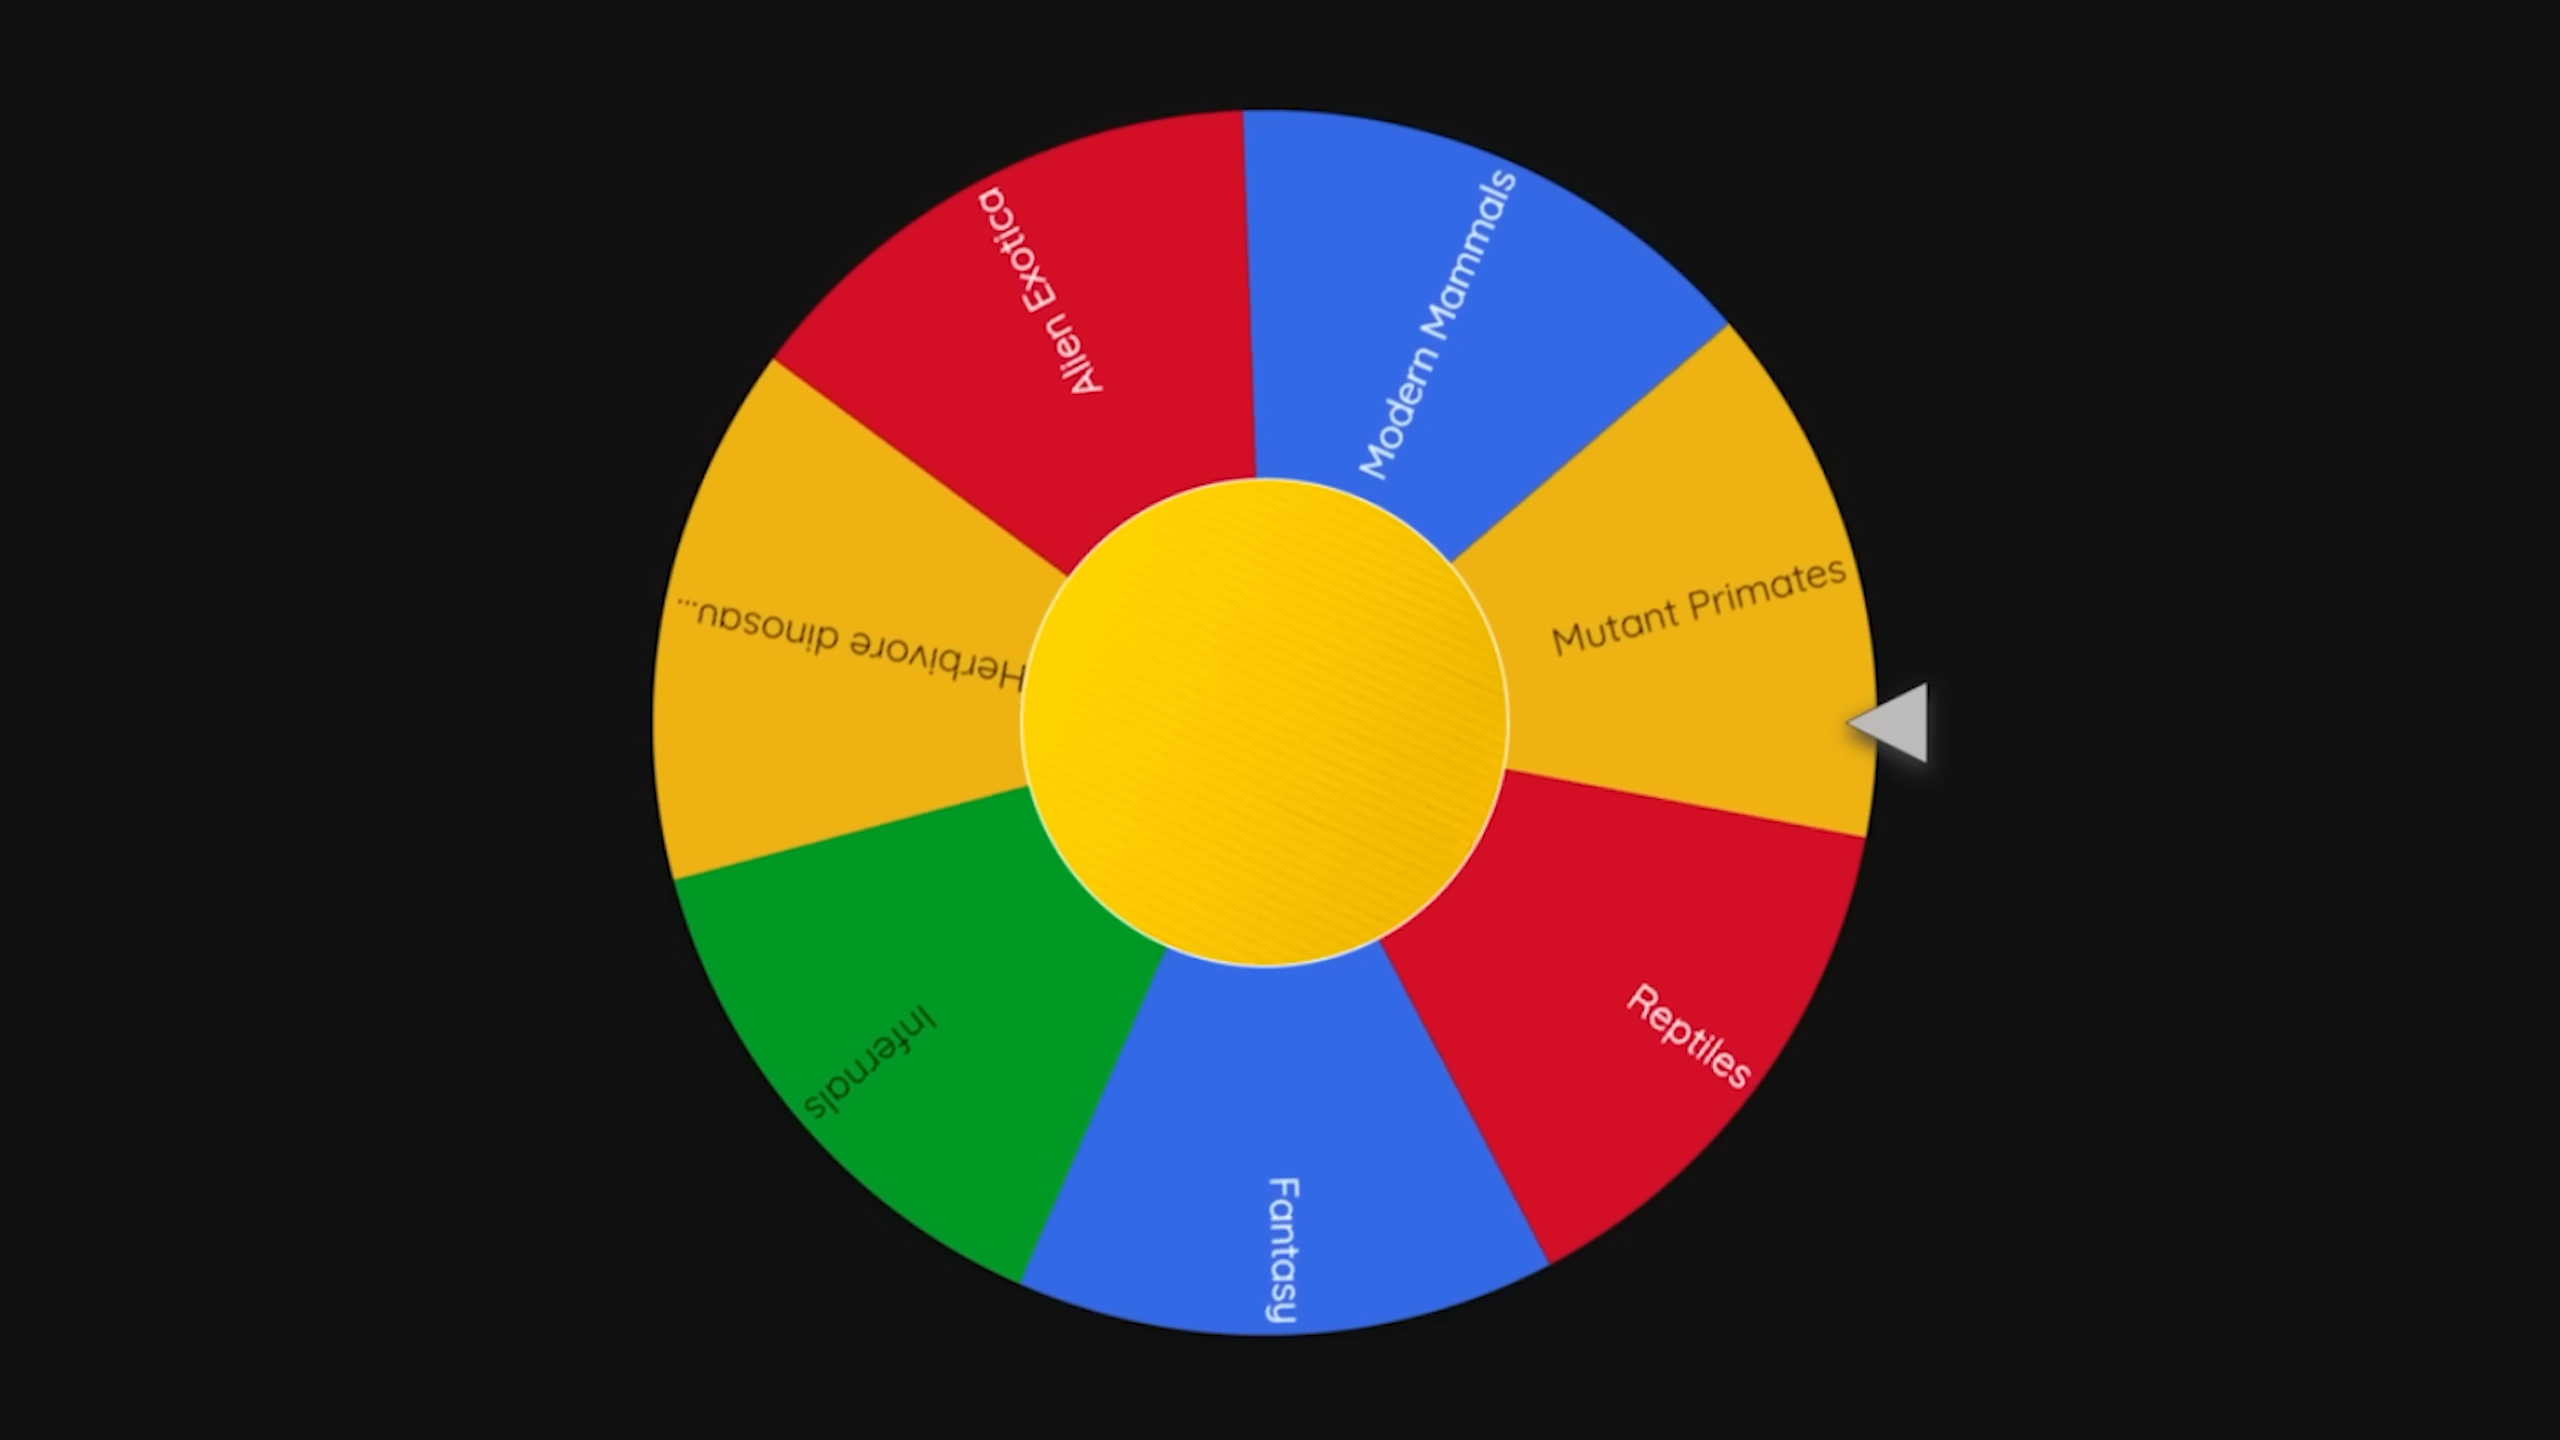 Alien Exotica
Modern Mammals
Mutant Primates
Reptiles
Fantasy
Infernals
Herbivore dinosau...